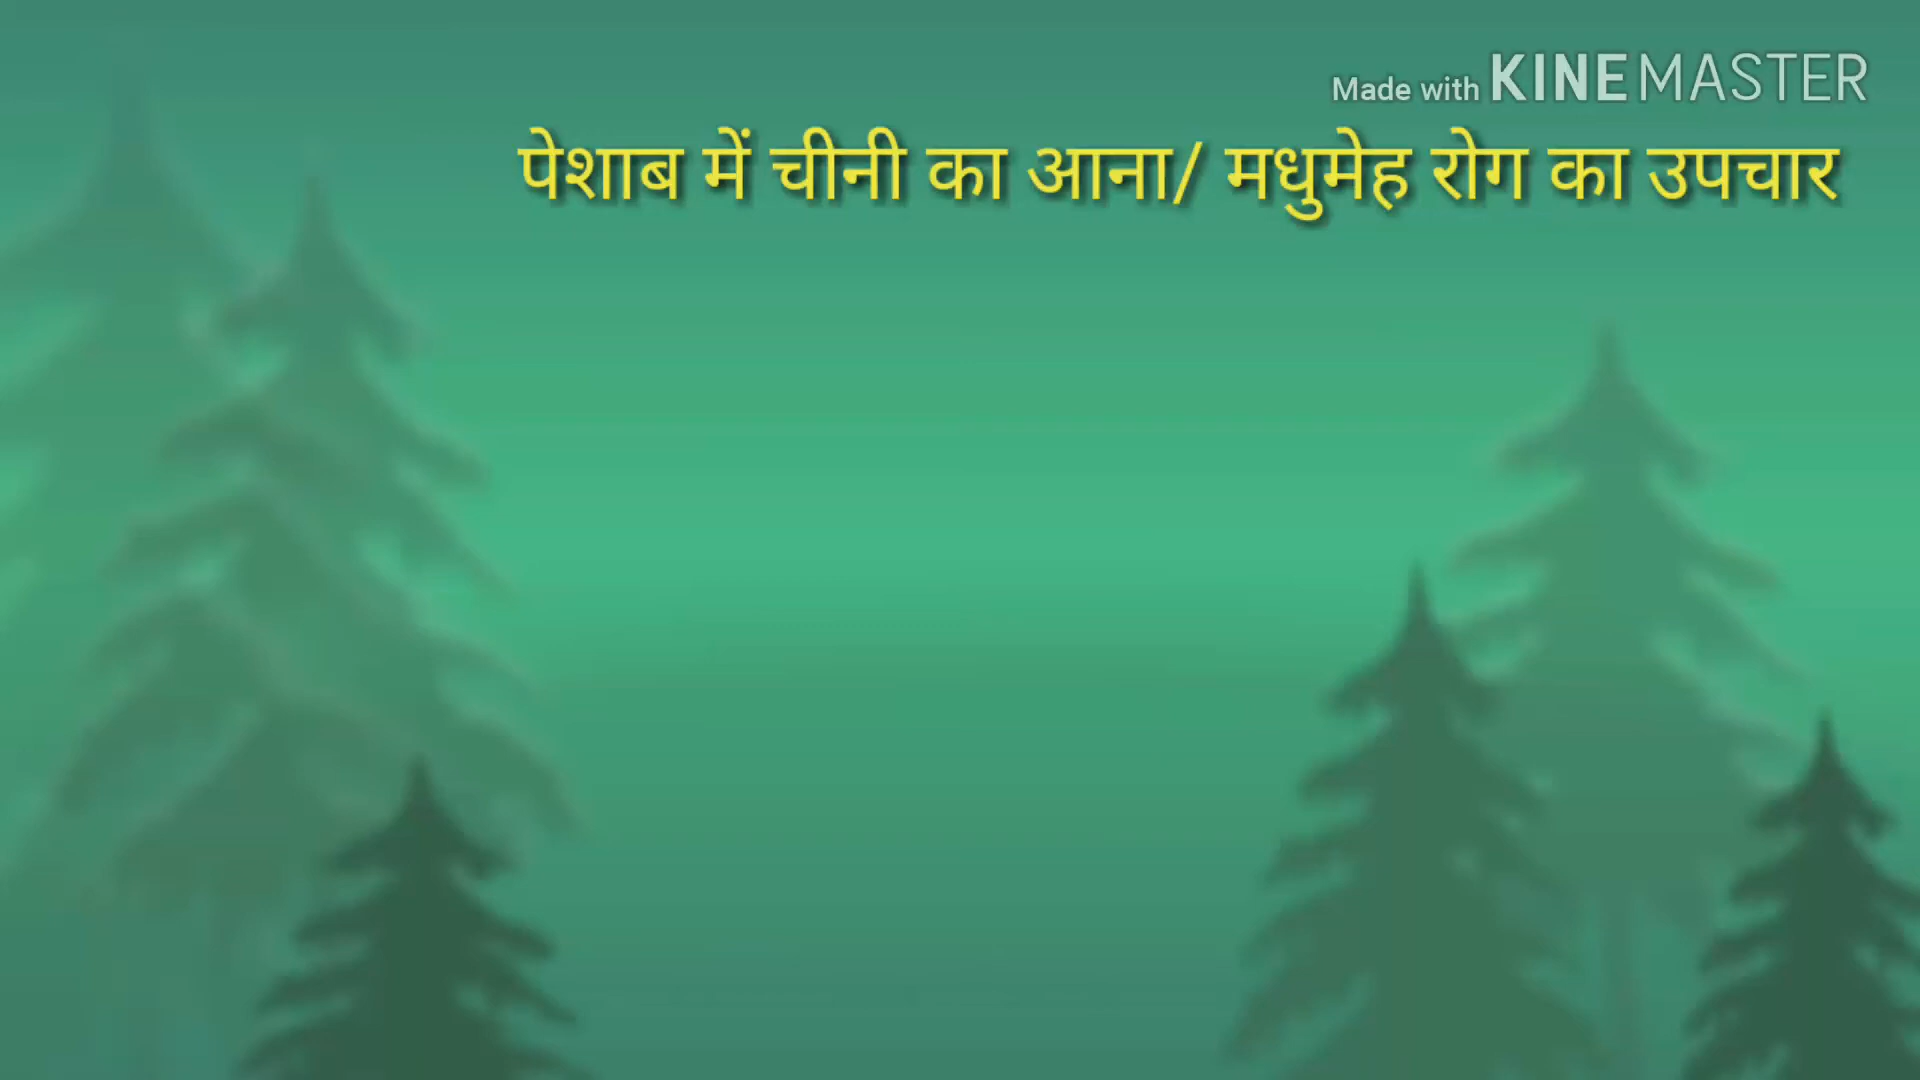 Made with KINEMASTER
पेशाब में चीनी का आना/ मधुमेह रोग का उपचार